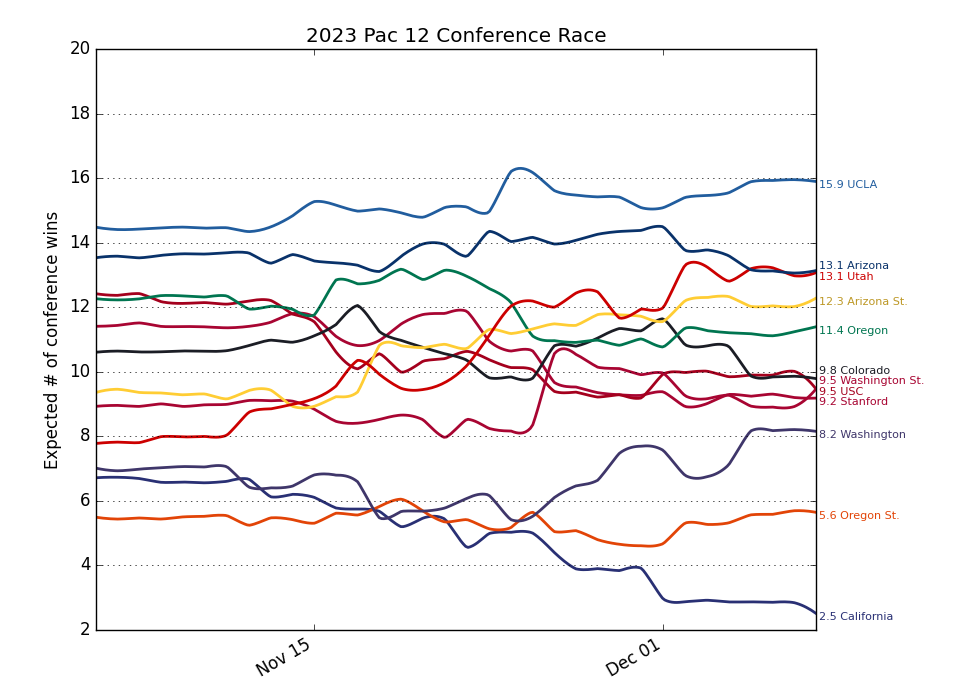 2023 Pac 12 Conference Race
Expected # of conference wins
20
18
16
14
12
10
8
6
4
2
Nov 15
Dec 01
15.9 UCLA
13.1 Arizona
13.1 Utah
12.3 Arizona St.
11.4 Oregon
9.8 Colorado
9.5 Washington St.
9.5 USC
9.2 Stanford
8.2 Washington
5.6 Oregon St.
2.5 California